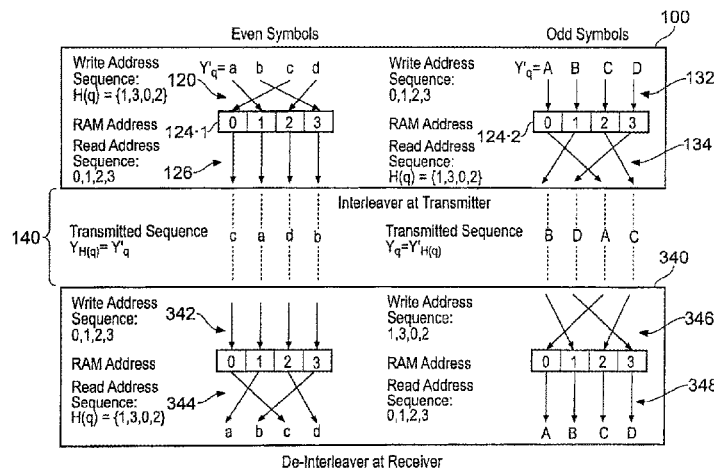 Even Symbols
Odd Symbols
100
Write Address
Sequence:
H(q) = {1,3,0,2}
120
Y'q= a b c d
RAM Address
124-1
0 1 2 3
Read Address
Sequence:
0,1,2,3
126
Write Address
Sequence:
0,1,2,3
Y'q= A B C D
132
RAM Address
0 1 2 3
124-2
Read Address
Sequence:
H(q) = {1,3,0,2}
134
Interleaver at Transmitter
140
Transmitted Sequence
YH(q)= Y'q
c a d b
Transmitted Sequence
Yq=Y'H(q)
B D A C
340
Write Address
Sequence:
0,1,2,3
342
RAM Address
0 1 2 3
Read Address
Sequence:
H(q) = {1,3,0,2}
344
a b c d
Write Address
Sequence:
1,3,0,2
346
RAM Address
0 1 2 3
Read Address
Sequence:
0,1,2,3
348
A B C D
De-Interleaver at Receiver